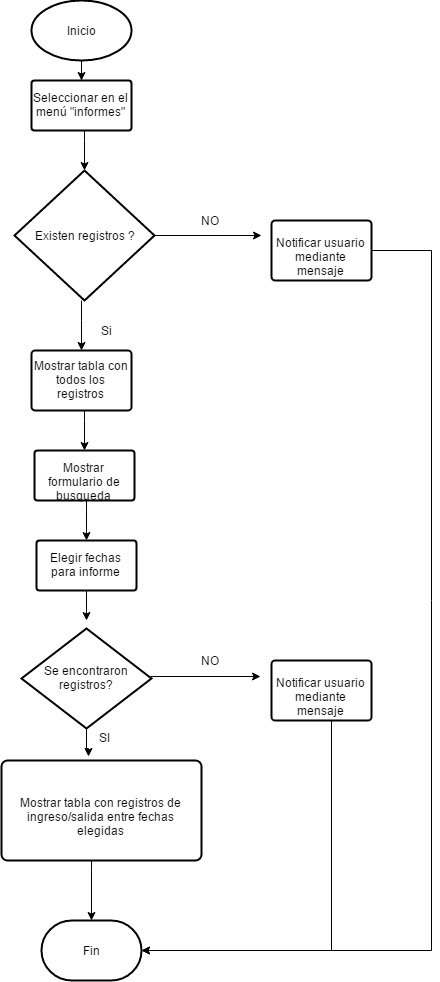 Inicio
Seleccionar en el
menú "informes"
Existen registros ?
NO
Notificar usuario
mediante
mensaje
Si
Mostrar tabla con
todos los
registros
Mostrar
formulario de
busqueda
Elegir fechas
para informe
Se encontraron
registros?
NO
Notificar usuario
mediante
mensaje
SI
Mostrar tabla con registros de
ingreso/salida entre fechas
elegidas
Fin